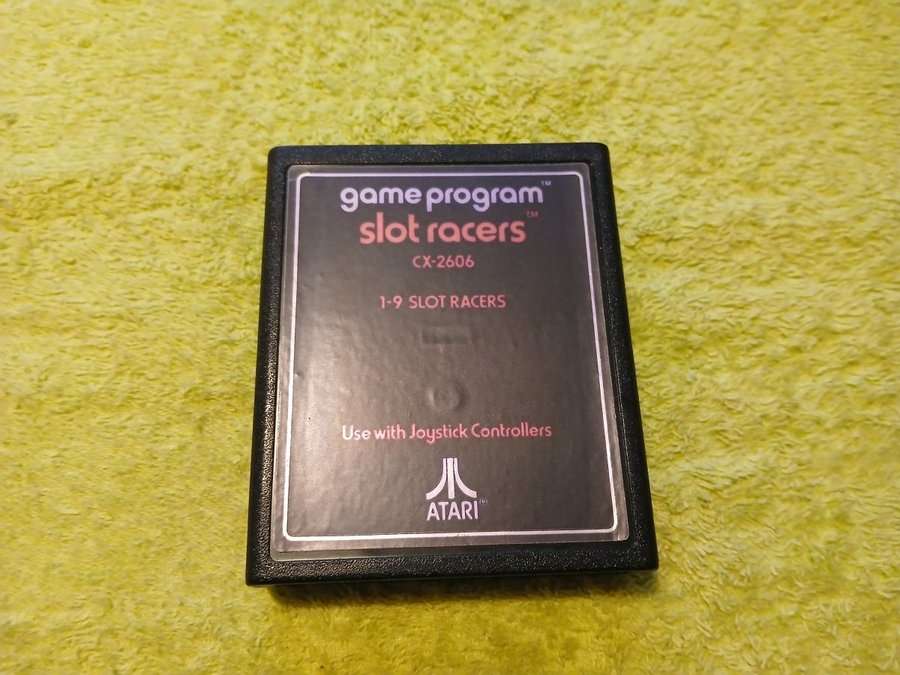 game program™
slot racers™
CX-2606
1-9 SLOT RACERS
Use with Joystick Controllers
ATARI™